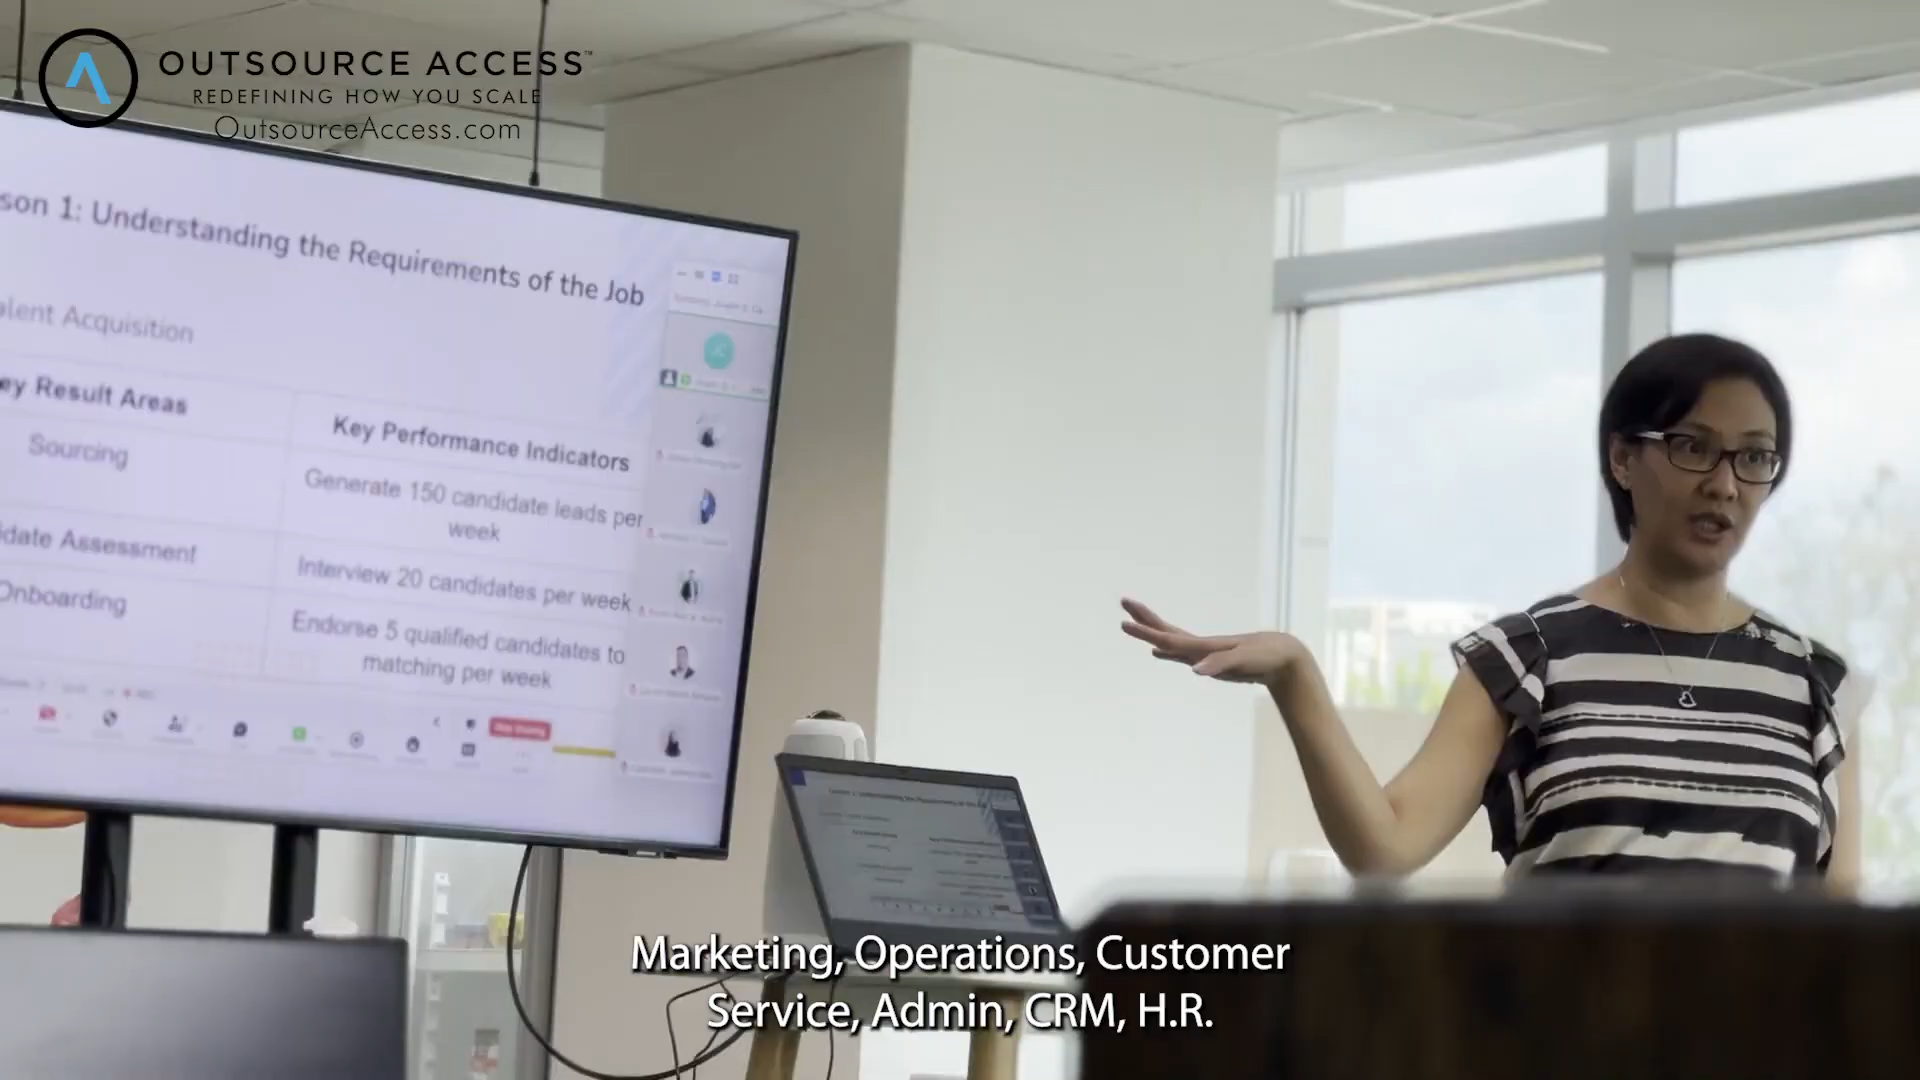 OUTSOURCE ACCESS™
REDEFINING HOW YOU SCALE
OutsourceAccess.com
son 1: Understanding the Requirements of the Job
alent Acquisition
ey Result Areas
Key Performance Indicators
Sourcing
Generate 150 candidate leads per
week
idate Assessment
Interview 20 candidates per week
Onboarding
Endorse 5 qualified candidates to
matching per week
Marketing, Operations, Customer
Service, Admin, CRM, H.R.